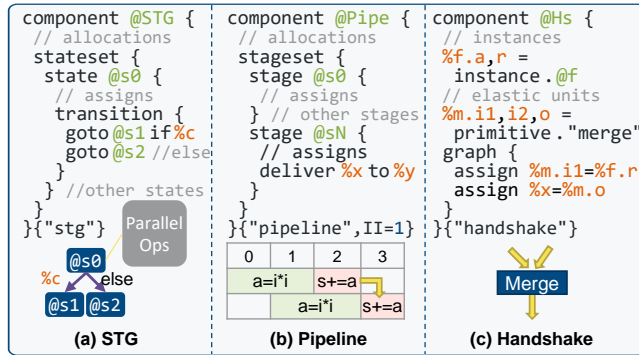 component @STG {
// allocations
stateset {
state @s0 {
// assigns
transition {
goto @s1 if %c
goto @s2 //else
}
} //other states
}
}{"stg"}
Parallel
Ops
@s0
%c
else
@s1
@s2
(a) STG
component @Pipe {
// allocations
stageset {
stage @s0 {
// assigns
} // other stages
stage @sN {
// assigns
deliver %x to %y
}
}
}{"pipeline",II=1}
0 1 2 3
a=i*i s+=a
a=i*i s+=a
(b) Pipeline
component @Hs {
// instances
%f.a,r =
instance.@f
// elastic units
%m.i1,i2,o =
primitive."merge"
graph {
assign %m.i1=%f.r
assign %x=%m.o
}
}{"handshake"}
Merge
(c) Handshake